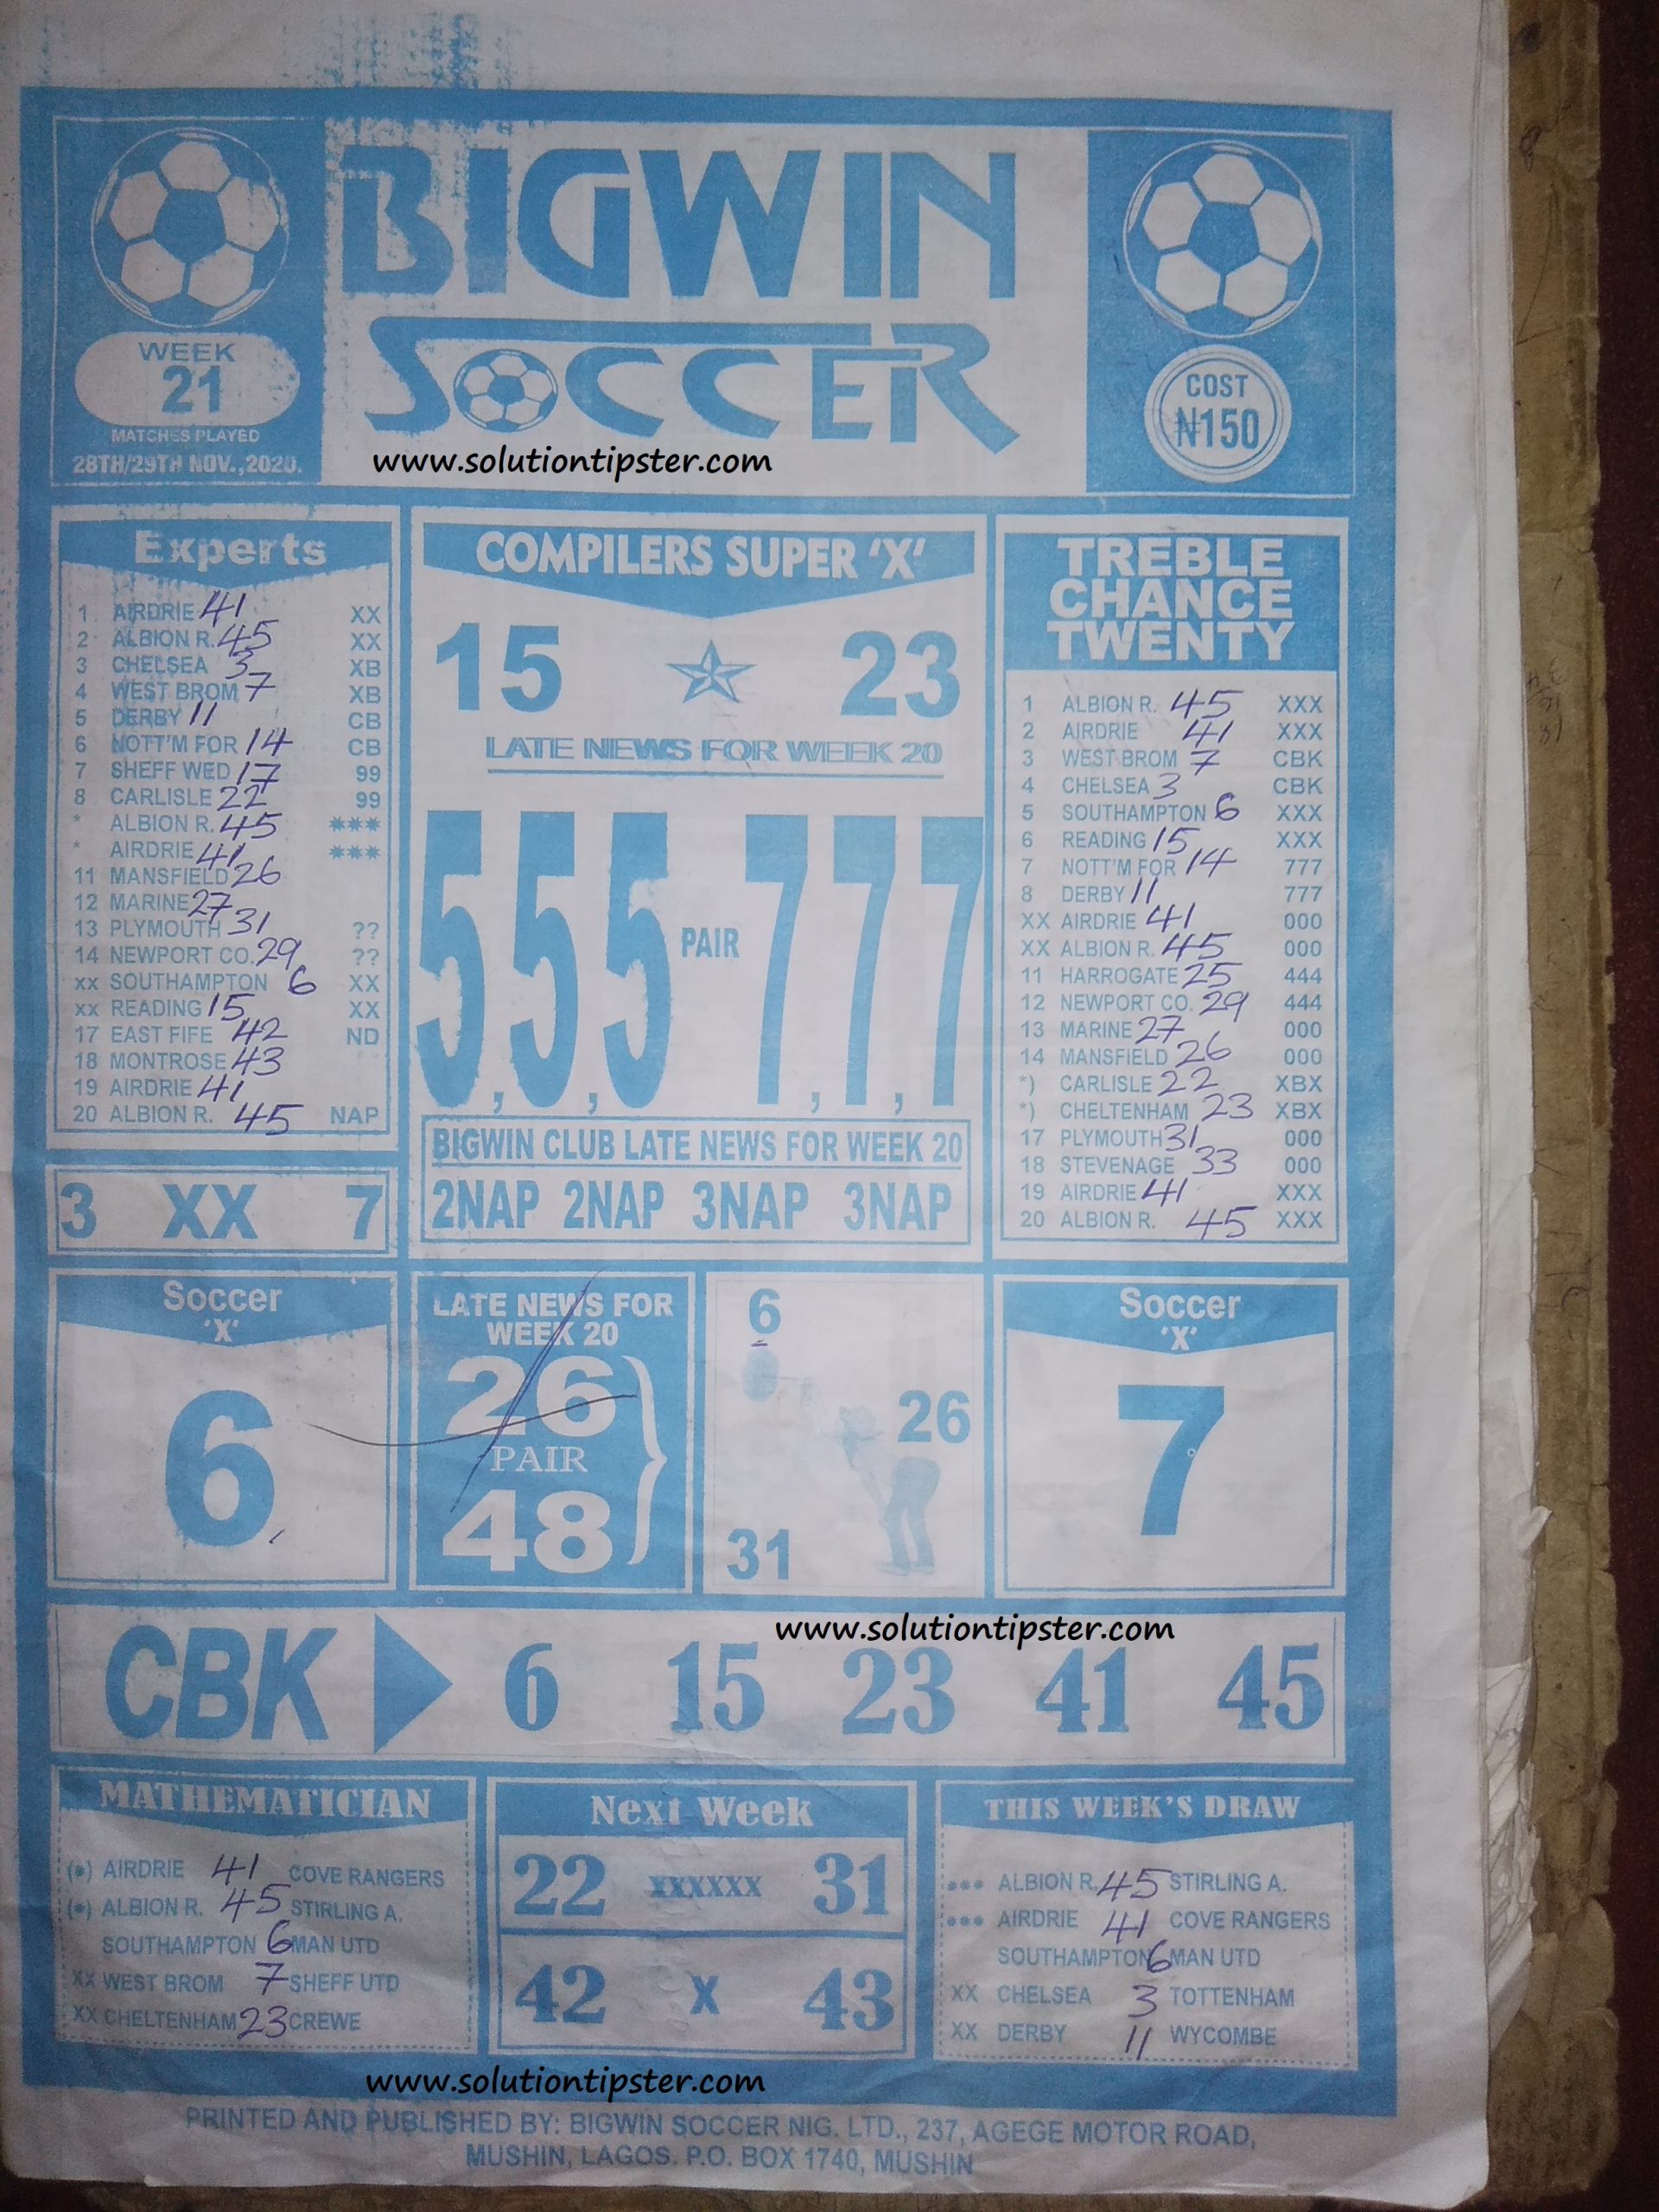 BIGWIN
SOCCER
WEEK
21
MATCHES PLAYED
28TH/29TH NOV.,2020.
COST
₦150
www.solutiontipster.com
Experts
1 AIRDRIE 41 XX
2 ALBION R. 45 XX
3 CHELSEA 3 XB
4 WEST BROM 7 XB
5 DERBY 11 CB
6 NOTT'M FOR 14 CB
7 SHEFF WED 17 99
8 CARLISLE 22 99
* ALBION R. 45 ***
* AIRDRIE 41 ***
11 MANSFIELD 26
12 MARINE 27
13 PLYMOUTH 31 ??
14 NEWPORT CO. 29 ??
xx SOUTHAMPTON 6 XX
xx READING 15 XX
17 EAST FIFE 42 ND
18 MONTROSE 43
19 AIRDRIE 41
20 ALBION R. 45 NAP
3 XX 7
COMPILERS SUPER 'X'
15 23
LATE NEWS FOR WEEK 20
5,5,5 PAIR 7,7,7
BIGWIN CLUB LATE NEWS FOR WEEK 20
2NAP 2NAP 3NAP 3NAP
TREBLE
CHANCE
TWENTY
1 ALBION R. 45 XXX
2 AIRDRIE 41 XXX
3 WEST BROM 7 CBK
4 CHELSEA 3 CBK
5 SOUTHAMPTON 6 XXX
6 READING 15 XXX
7 NOTT'M FOR 14 777
8 DERBY 11 777
XX AIRDRIE 41 000
XX ALBION R. 45 000
11 HARROGATE 25 444
12 NEWPORT CO. 29 444
13 MARINE 27 000
14 MANSFIELD 26 000
*) CARLISLE 22 XBX
*) CHELTENHAM 23 XBX
17 PLYMOUTH 31 000
18 STEVENAGE 33 000
19 AIRDRIE 41 XXX
20 ALBION R. 45 XXX
Soccer
'X'
6
LATE NEWS FOR
WEEK 20
26
PAIR
48
6
26
31
Soccer
'X'
7
www.solutiontipster.com
CBK 6 15 23 41 45
MATHEMATICIAN
(*) AIRDRIE 41 COVE RANGERS
(*) ALBION R. 45 STIRLING A.
SOUTHAMPTON 6 MAN UTD
XX WEST BROM 7 SHEFF UTD
XX CHELTENHAM 23 CREWE
Next Week
22 XXXXXX 31
42 X 43
THIS WEEK'S DRAW
*** ALBION R. 45 STIRLING A.
*** AIRDRIE 41 COVE RANGERS
SOUTHAMPTON 6 MAN UTD
XX CHELSEA 3 TOTTENHAM
XX DERBY 11 WYCOMBE
www.solutiontipster.com
PRINTED AND PUBLISHED BY: BIGWIN SOCCER NIG. LTD., 237, AGEGE MOTOR ROAD,
MUSHIN, LAGOS. P.O. BOX 1740, MUSHIN